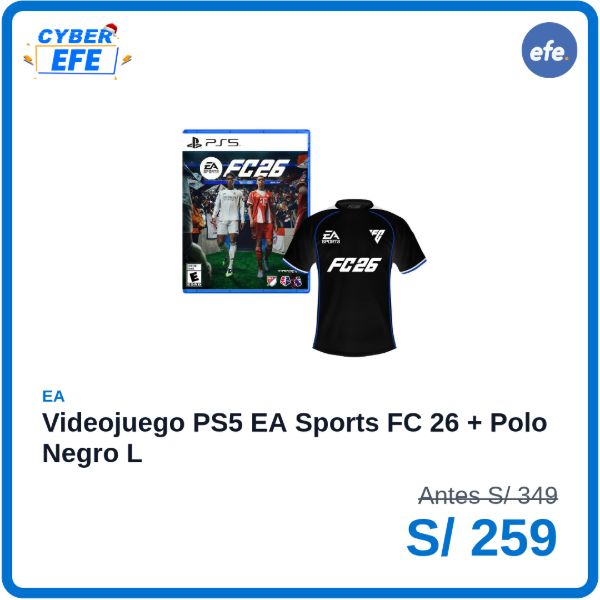 CYBER
EFE
efe.
PS5
EA
SPORTS
FC26
EA
SPORTS
FC26
E
EA
Videojuego PS5 EA Sports FC 26 + Polo
Negro L
Antes S/ 349
S/ 259